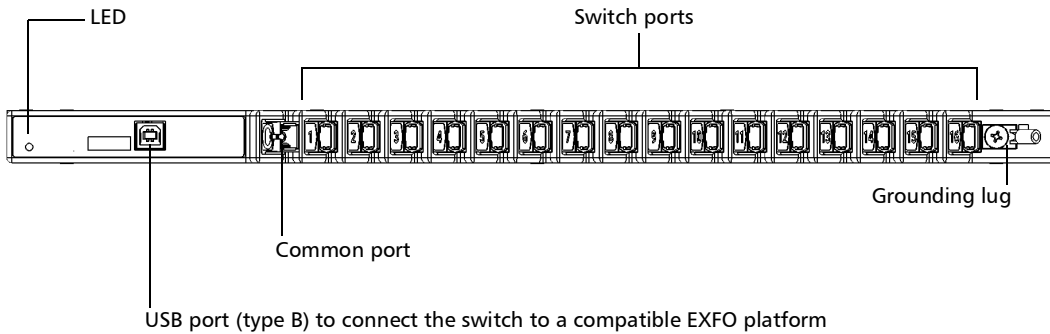 LED
Switch ports
1 2 3 4 5 6 7 8 9 10 11 12 13 14 15 16
Grounding lug
Common port
USB port (type B) to connect the switch to a compatible EXFO platform